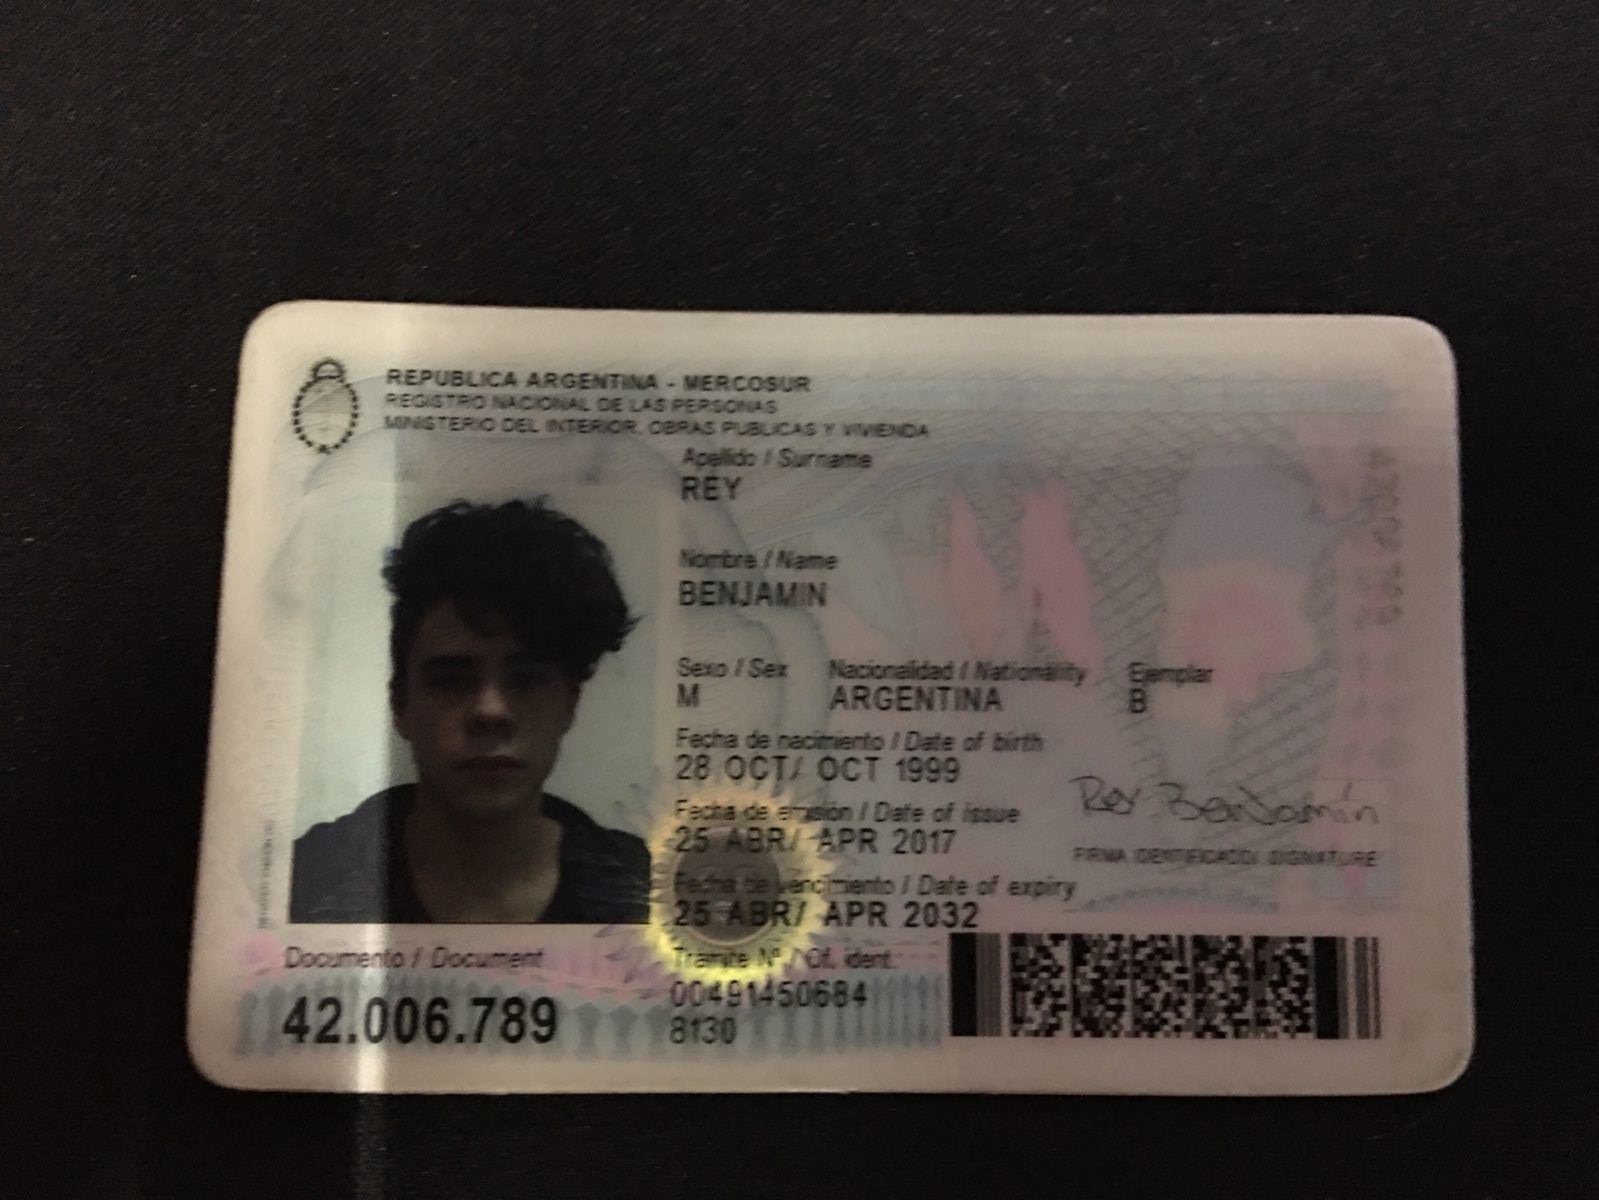 REPUBLICA ARGENTINA - MERCOSUR
REGISTRO NACIONAL DE LAS PERSONAS
MINISTERIO DEL INTERIOR, OBRAS PUBLICAS Y VIVIENDA
Apellido / Surname
REY
Nombre / Name
BENJAMIN
Sexo / Sex Nacionalidad / Nationality Ejemplar
M ARGENTINA B
Fecha de nacimiento / Date of birth
28 OCT/ OCT 1999
Fecha de emisión / Date of issue
25 ABR/ APR 2017
Rey Benjamín
FIRMA IDENTIFICADO/ SIGNATURE
Fecha de vencimiento / Date of expiry
25 ABR/ APR 2032
Documento / Document
42.006.789
Tramite Nº / Of. ident.
00491450684
8130